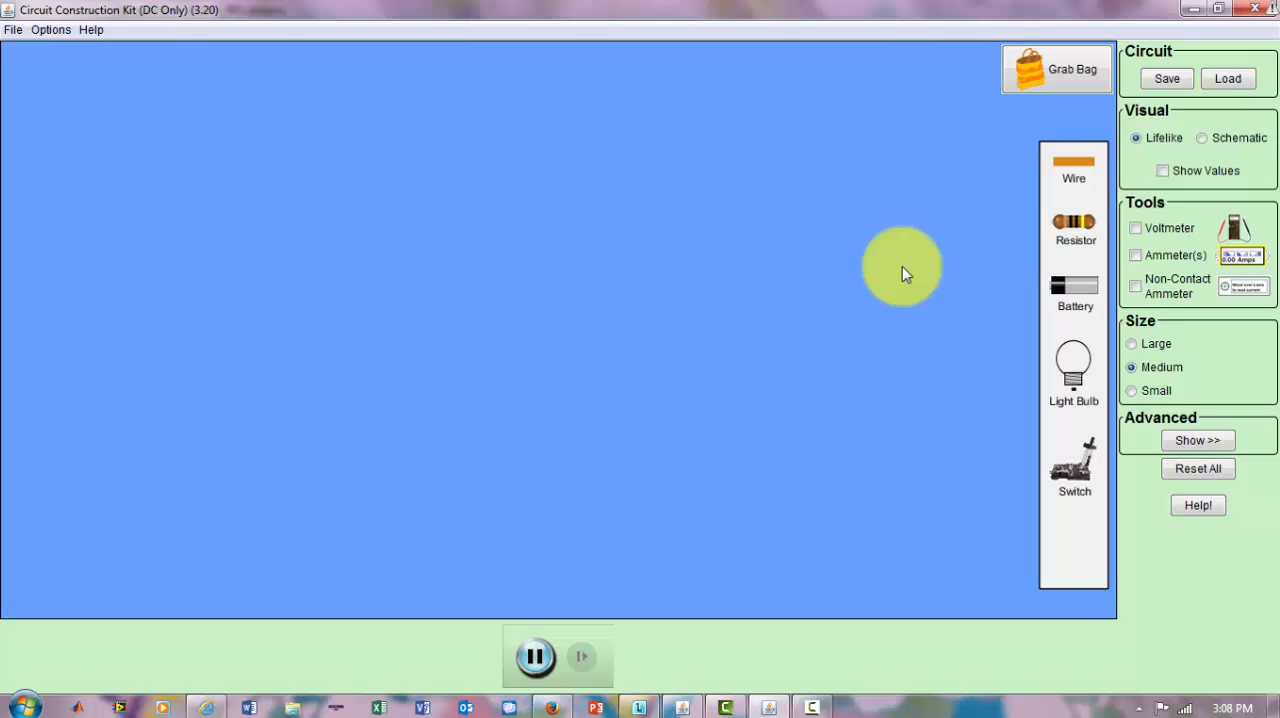 Circuit Construction Kit (DC Only) (3.20)
File Options Help
Grab Bag
Wire
Resistor
Battery
Light Bulb
Switch
Circuit
Save Load
Visual
Lifelike Schematic
Show Values
Tools
Voltmeter
Ammeter(s)
0.00 Amps
Non-Contact
Ammeter
Size
Large
Medium
Small
Advanced
Show >>
Reset All
Help!
3:08 PM